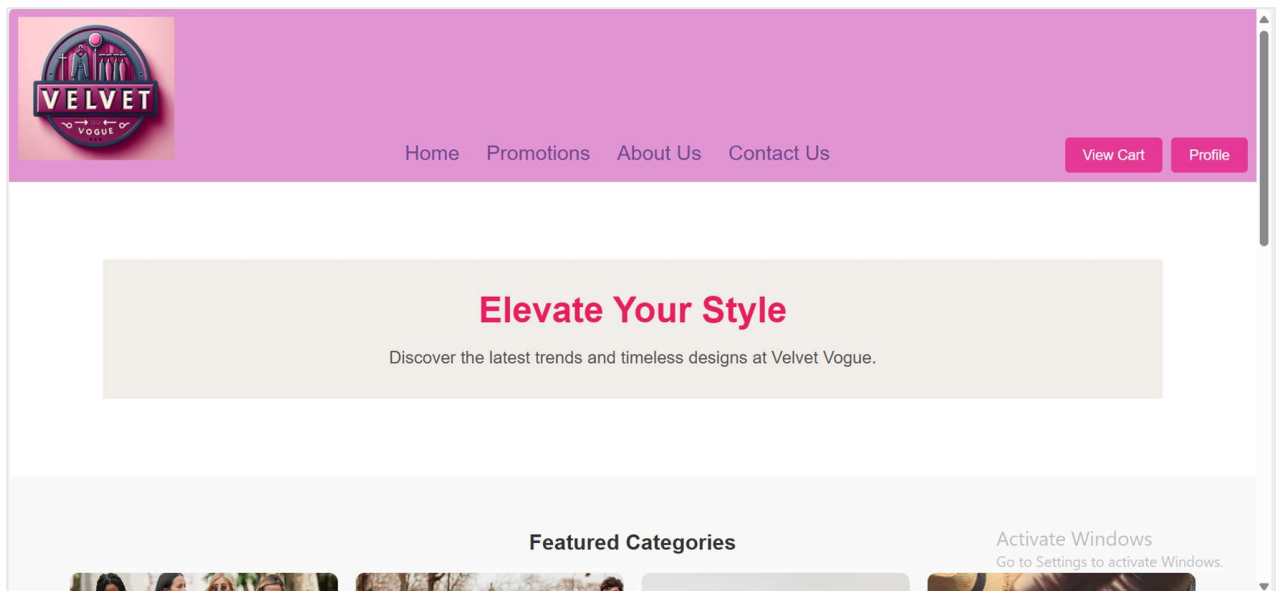 VELVET
VOGUE
Home Promotions About Us Contact Us
View Cart Profile
Elevate Your Style
Discover the latest trends and timeless designs at Velvet Vogue.
Featured Categories
Activate Windows
Go to Settings to activate Windows.